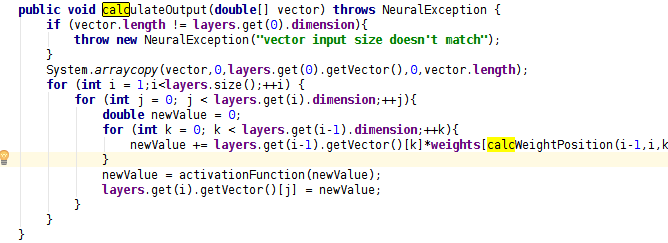 public void calculateOutput(double[] vector) throws NeuralException {
if (vector.length != layers.get(0).dimension){
throw new NeuralException("vector input size doesn't match");
}
System.arraycopy(vector,0,layers.get(0).getVector(),0,vector.length);
for (int i = 1;i<layers.size();++i) {
for (int j = 0; j < layers.get(i).dimension;++j){
double newValue = 0;
for (int k = 0; k < layers.get(i-1).dimension;++k){
newValue += layers.get(i-1).getVector()[k]*weights[calcWeightPosition(i-1,i,k
}
newValue = activationFunction(newValue);
layers.get(i).getVector()[j] = newValue;
}
}
}